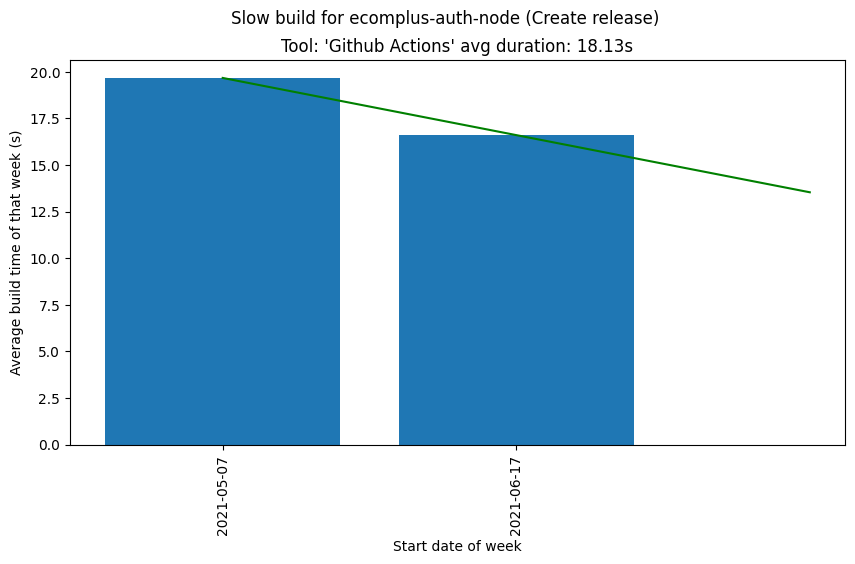 Slow build for ecomplus-auth-node (Create release)
Tool: 'Github Actions' avg duration: 18.13s
Average build time of that week (s)
20.0
17.5
15.0
12.5
10.0
7.5
5.0
2.5
0.0
2021-05-07
2021-06-17
Start date of week